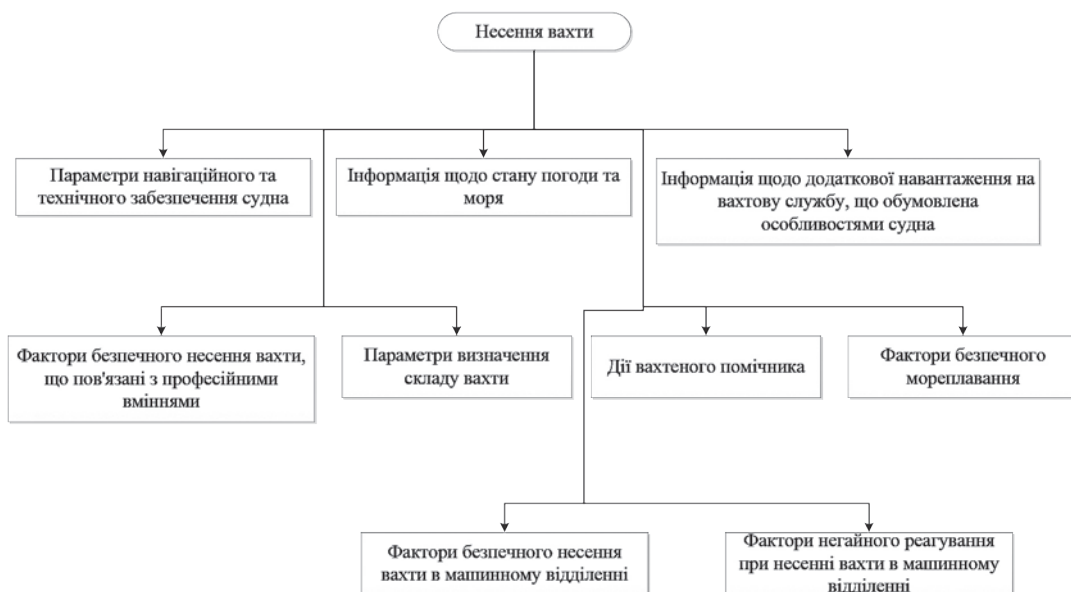 Несення вахти
Параметри навігаційного та
технічного забезпечення судна
Інформація щодо стану погоди та
моря
Інформація щодо додаткової навантаження на
вахтову службу, що обумовлена
особливостями судна
Фактори безпечного несення вахти,
що пов'язані з професійними
вміннями
Параметри визначення
складу вахти
Дії вахтеного помічника
Фактори безпечного
мореплавання
Фактори безпечного несення
вахти в машинному відділенні
Фактори негайного реагування
при несенні вахти в машинному
відділенні